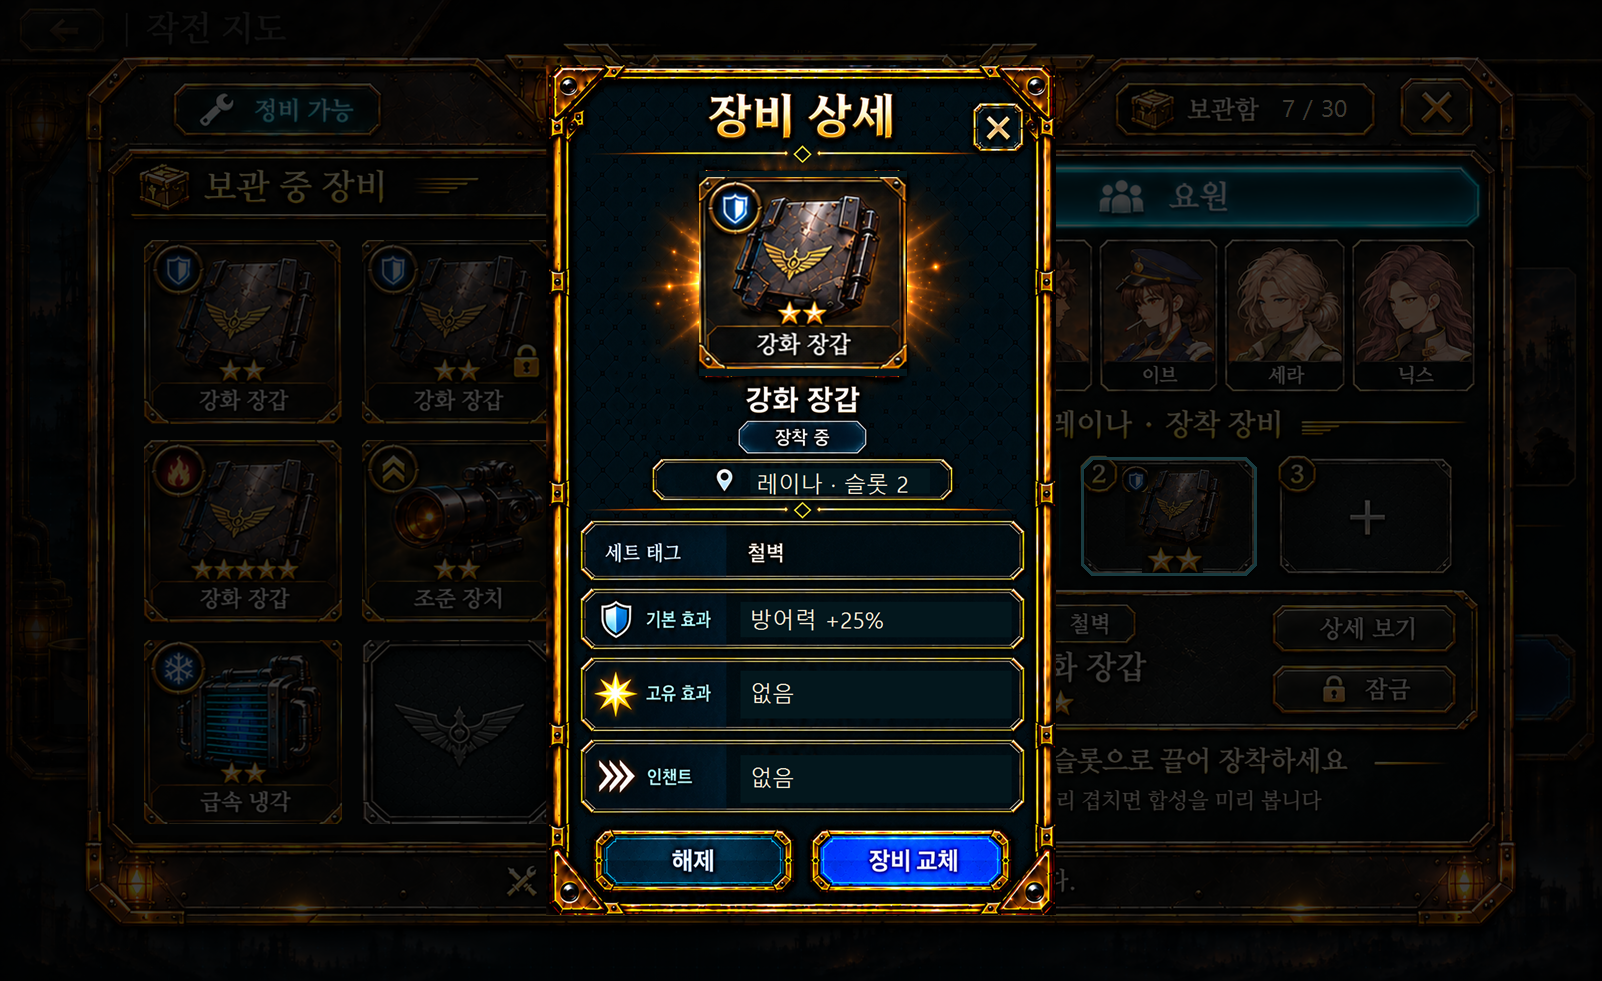 작전 지도
정비 가능
보관함 7 / 30
보관 중 장비
강화 장갑
강화 장갑
강화 장갑
조준 장치
급속 냉각
장비 상세
강화 장갑
강화 장갑
장착 중
레이나 · 슬롯 2
세트 태그 철벽
기본 효과 방어력 +25%
고유 효과 없음
인챈트 없음
해제
장비 교체
요원
이브
세라
닉스
레이나 · 장착 장비
2
3
철벽
상세 보기
화 장갑
잠금
슬롯으로 끌어 장착하세요
리 겹치면 합성을 미리 봅니다
다.